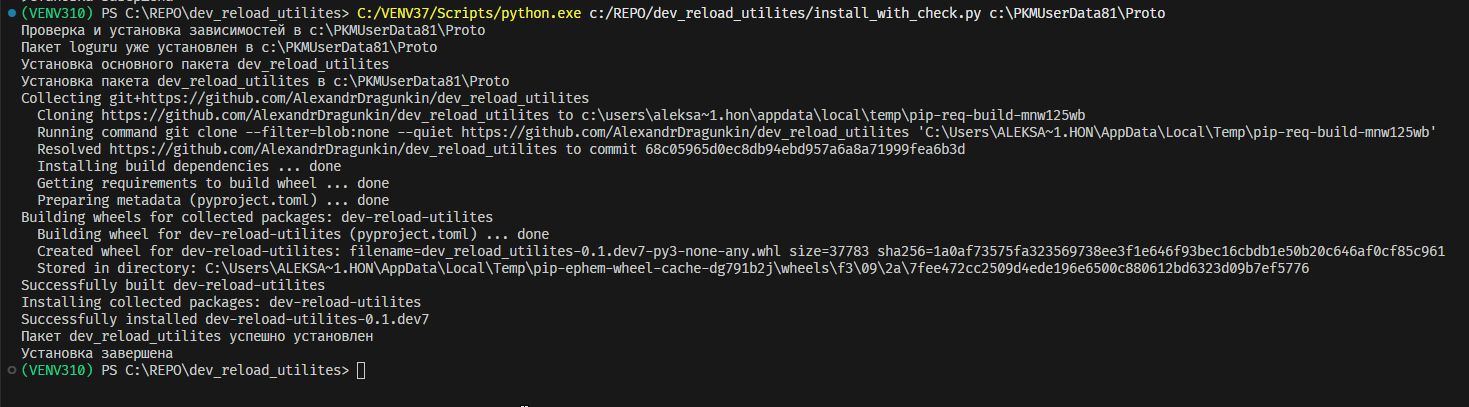 (VENV310) PS C:\REPO\dev_reload_utilites> C:/VENV37/Scripts/python.exe c:/REPO/dev_reload_utilites/install_with_check.py c:\PKMUserData81\Proto
Проверка и установка зависимостей в c:\PKMUserData81\Proto
Пакет loguru уже установлен в c:\PKMUserData81\Proto
Установка основного пакета dev_reload_utilites
Установка пакета dev_reload_utilites в c:\PKMUserData81\Proto
Collecting git+https://github.com/AlexandrDragunkin/dev_reload_utilites
  Cloning https://github.com/AlexandrDragunkin/dev_reload_utilites to c:\users\aleksa~1.hon\appdata\local\temp\pip-req-build-mnw125wb
  Running command git clone --filter=blob:none --quiet https://github.com/AlexandrDragunkin/dev_reload_utilites 'C:\Users\ALEKSA~1.HON\AppData\Local\Temp\pip-req-build-mnw125wb'
  Resolved https://github.com/AlexandrDragunkin/dev_reload_utilites to commit 68c05965d0ec8db94ebd957a6a8a71999fea6b3d
  Installing build dependencies ... done
  Getting requirements to build wheel ... done
  Preparing metadata (pyproject.toml) ... done
Building wheels for collected packages: dev-reload-utilites
  Building wheel for dev-reload-utilites (pyproject.toml) ... done
  Created wheel for dev-reload-utilites: filename=dev_reload_utilites-0.1.dev7-py3-none-any.whl size=37783 sha256=1a0af73575fa323569738ee3f1e646f93bec16cbdb1e50b20c646af0cf85c961
  Stored in directory: C:\Users\ALEKSA~1.HON\AppData\Local\Temp\pip-ephem-wheel-cache-dg791b2j\wheels\f3\09\2a\7fee472cc2509d4ede196e6500c880612bd6323d09b7ef5776
Successfully built dev-reload-utilites
Installing collected packages: dev-reload-utilites
Successfully installed dev-reload-utilites-0.1.dev7
Пакет dev_reload_utilites успешно установлен
Установка завершена
(VENV310) PS C:\REPO\dev_reload_utilites>